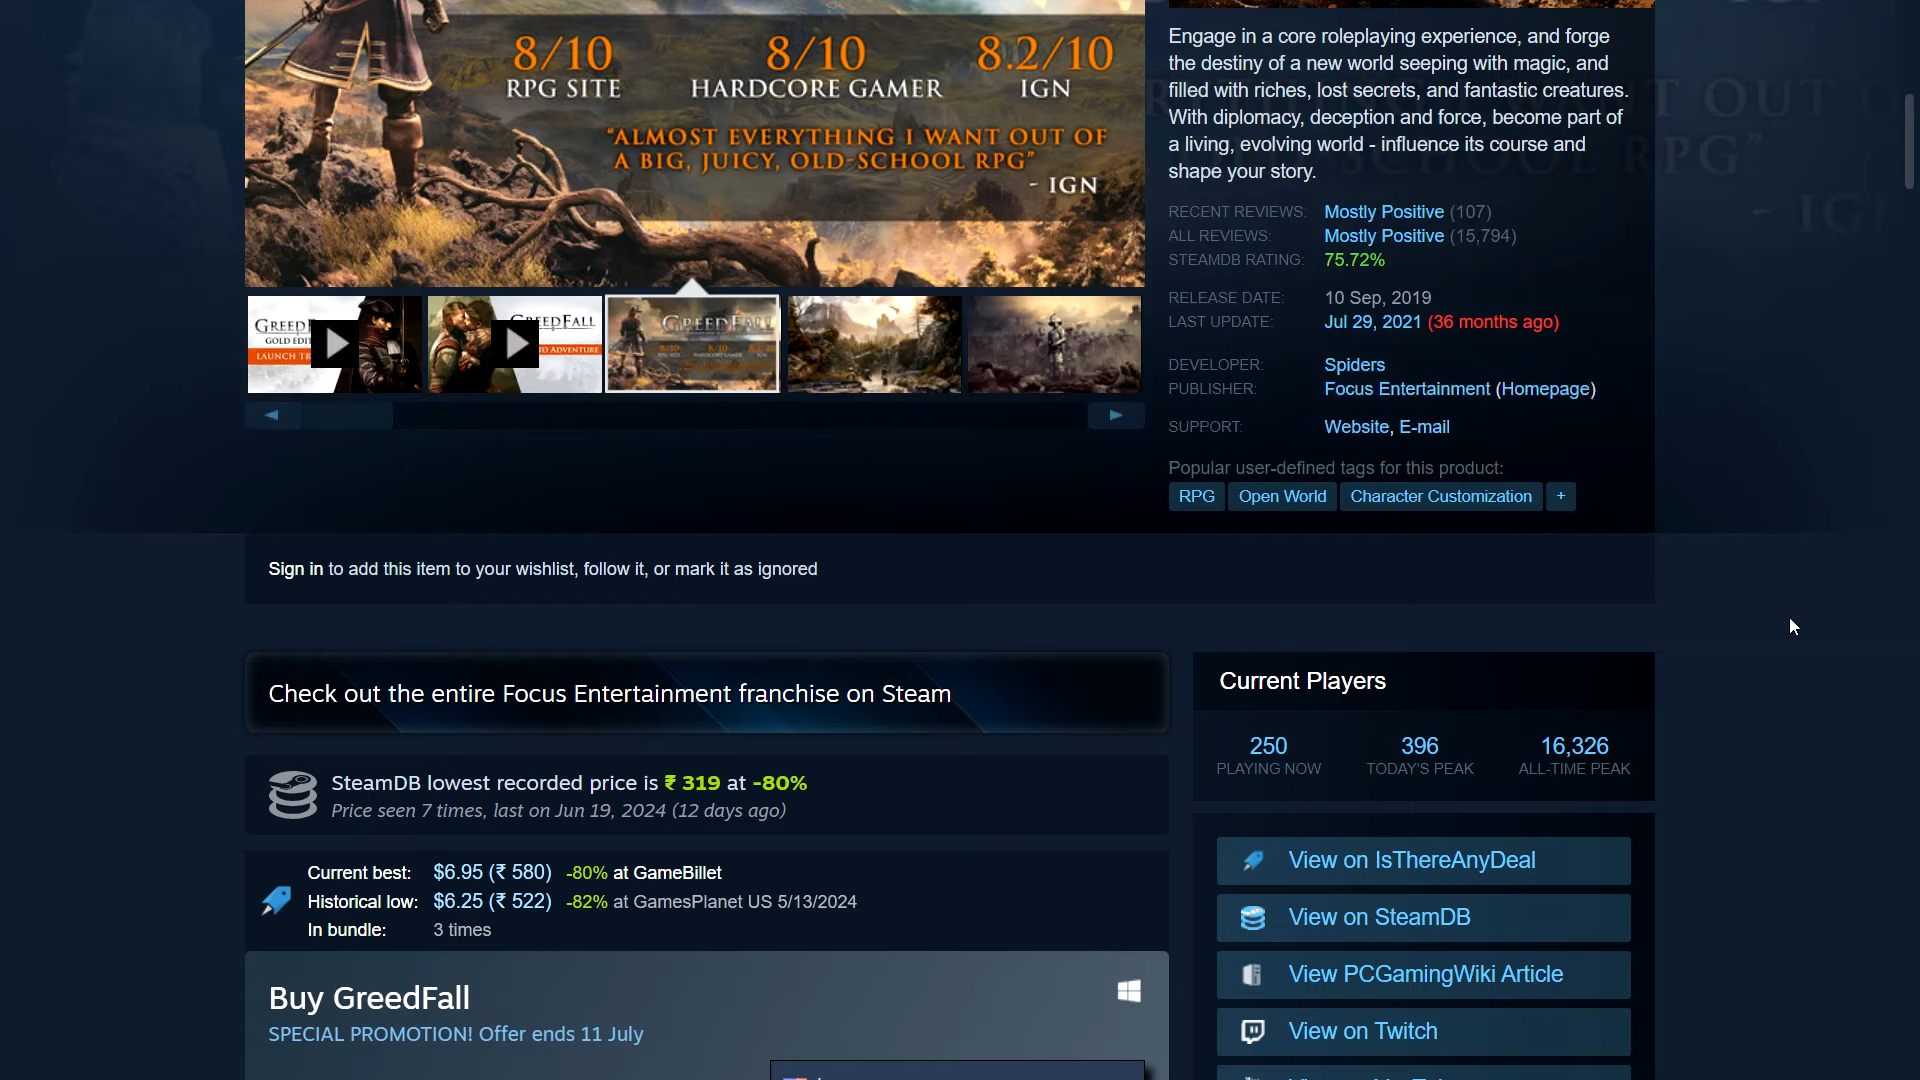 8/10
RPG SITE
8/10
HARDCORE GAMER
8.2/10
IGN
"ALMOST EVERYTHING I WANT OUT OF
A BIG, JUICY, OLD-SCHOOL RPG"
- IGN
GREEDFALL
LAUNCH TR
GREEDFALL
TO ADVENTURE
GREEDFALL
Engage in a core roleplaying experience, and forge
the destiny of a new world seeping with magic, and
filled with riches, lost secrets, and fantastic creatures.
With diplomacy, deception and force, become part of
a living, evolving world - influence its course and
shape your story.
RECENT REVIEWS: Mostly Positive (107)
ALL REVIEWS: Mostly Positive (15,794)
STEAMDB RATING: 75.72%
RELEASE DATE: 10 Sep, 2019
LAST UPDATE: Jul 29, 2021 (36 months ago)
DEVELOPER: Spiders
PUBLISHER: Focus Entertainment (Homepage)
SUPPORT: Website, E-mail
Popular user-defined tags for this product:
RPG Open World Character Customization +
Sign in to add this item to your wishlist, follow it, or mark it as ignored
Check out the entire Focus Entertainment franchise on Steam
SteamDB lowest recorded price is ₹ 319 at -80%
Price seen 7 times, last on Jun 19, 2024 (12 days ago)
Current best: $6.95 (₹ 580) -80% at GameBillet
Historical low: $6.25 (₹ 522) -82% at GamesPlanet US 5/13/2024
In bundle: 3 times
Buy GreedFall
SPECIAL PROMOTION! Offer ends 11 July
Current Players
250
PLAYING NOW
396
TODAY'S PEAK
16,326
ALL-TIME PEAK
View on IsThereAnyDeal
View on SteamDB
View PCGamingWiki Article
View on Twitch